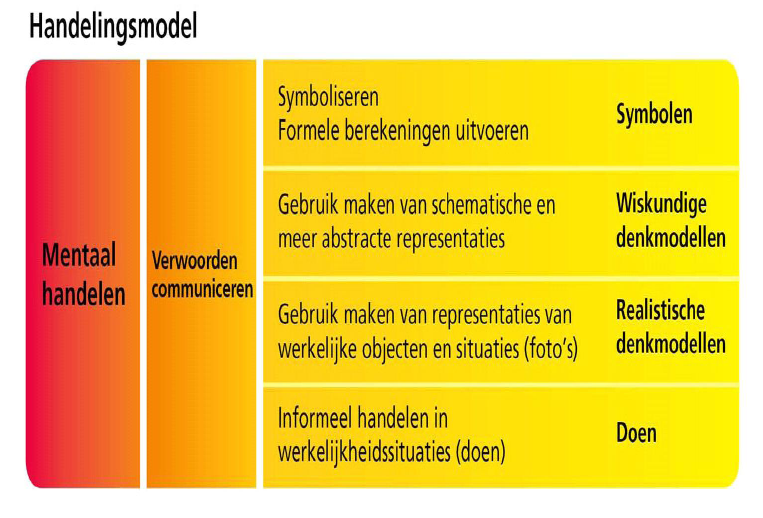 Handelingsmodel
Mentaal
handelen
Verwoorden
communiceren
Symboliseren
Formele berekeningen uitvoeren
Symbolen
Gebruik maken van schematische en
meer abstracte representaties
Wiskundige
denkmodellen
Gebruik maken van representaties van
werkelijke objecten en situaties (foto's)
Realistische
denkmodellen
Informeel handelen in
werkelijkheidssituaties (doen)
Doen